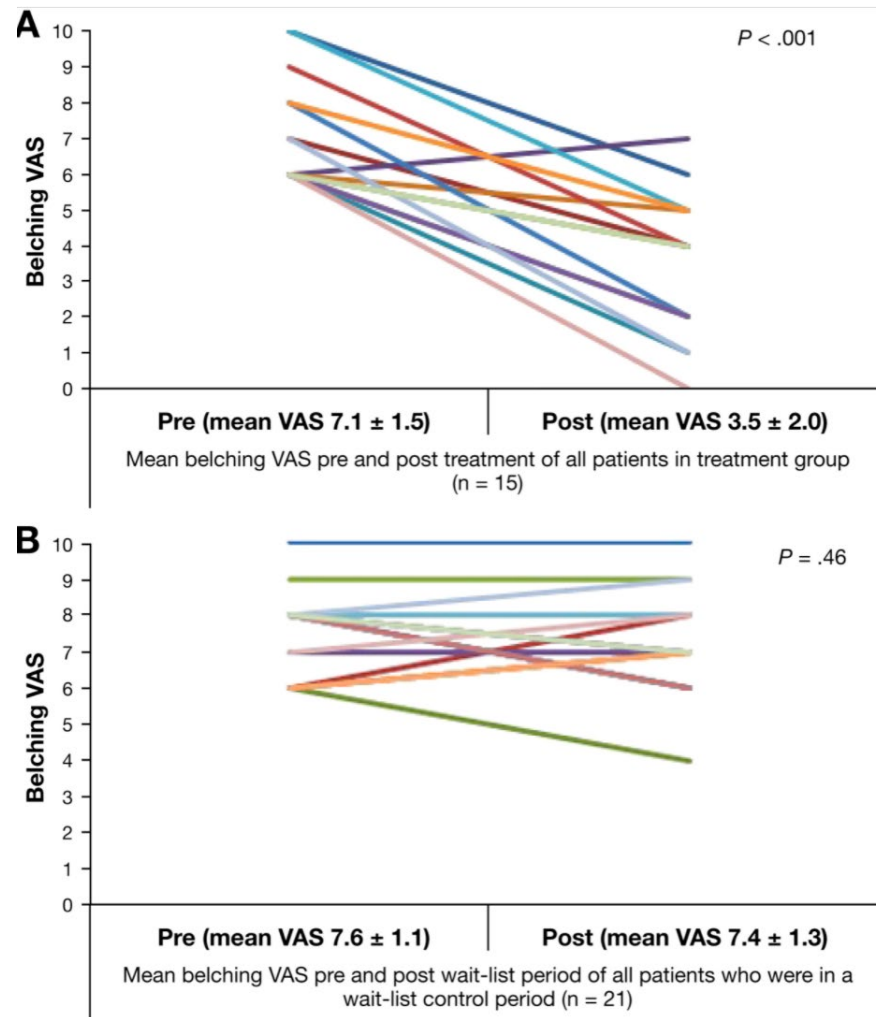 A
P < .001
10
9
8
7
6
5
4
3
2
1
0
Belching VAS
Pre (mean VAS 7.1 ± 1.5)
Post (mean VAS 3.5 ± 2.0)
Mean belching VAS pre and post treatment of all patients in treatment group
(n = 15)
B
P = .46
10
9
8
7
6
5
4
3
2
1
0
Belching VAS
Pre (mean VAS 7.6 ± 1.1)
Post (mean VAS 7.4 ± 1.3)
Mean belching VAS pre and post wait-list period of all patients who were in a
wait-list control period (n = 21)